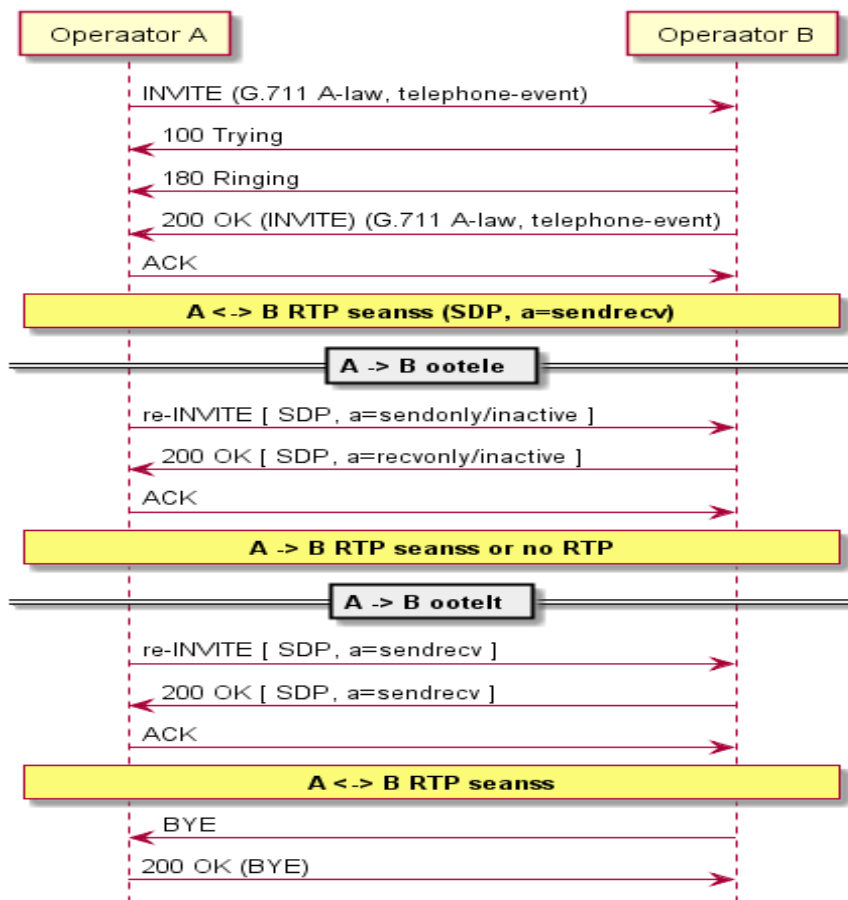 Operaator A
Operaator B
INVITE (G.711 A-law, telephone-event)
100 Trying
180 Ringing
200 OK (INVITE) (G.711 A-law, telephone-event)
ACK
A <-> B RTP seanss (SDP, a=sendrecv)
A -> B ootele
re-INVITE [ SDP, a=sendonly/inactive ]
200 OK [ SDP, a=recvonly/inactive ]
ACK
A -> B RTP seanss or no RTP
A -> B ootelt
re-INVITE [ SDP, a=sendrecv ]
200 OK [ SDP, a=sendrecv ]
ACK
A <-> B RTP seanss
BYE
200 OK (BYE)